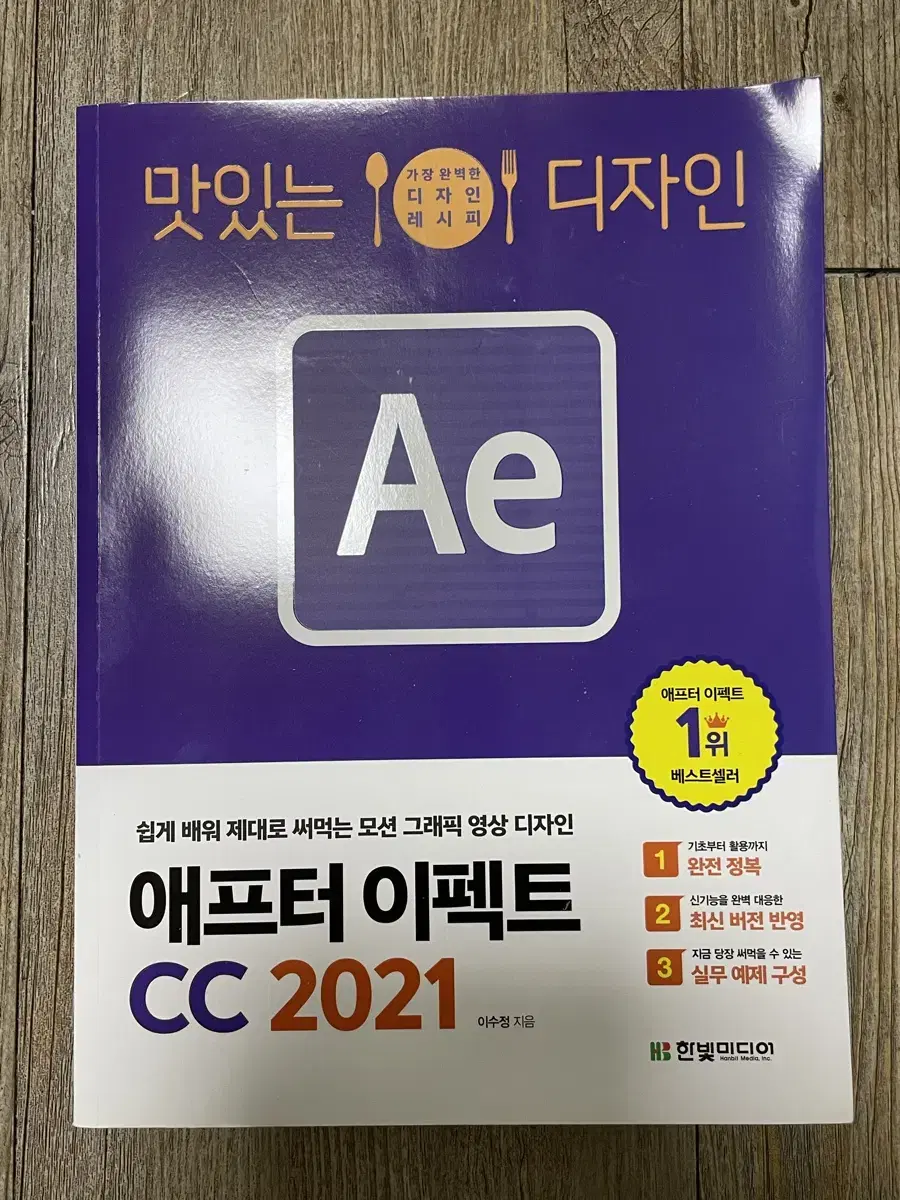 맛있는 디자인
가장 완벽한
디자인
레시피
Ae
애프터 이펙트
1위
베스트셀러
쉽게 배워 제대로 써먹는 모션 그래픽 영상 디자인
애프터 이펙트
CC 2021
이수정 지음
1 기초부터 활용까지
완전 정복
2 신기능을 완벽 대응한
최신 버전 반영
3 지금 당장 써먹을 수 있는
실무 예제 구성
HB 한빛미디어
Hanbit Media, Inc.